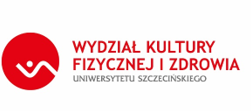 WYDZIAŁ KULTURY
FIZYCZNEJ I ZDROWIA
UNIWERSYTETU SZCZECIŃSKIEGO